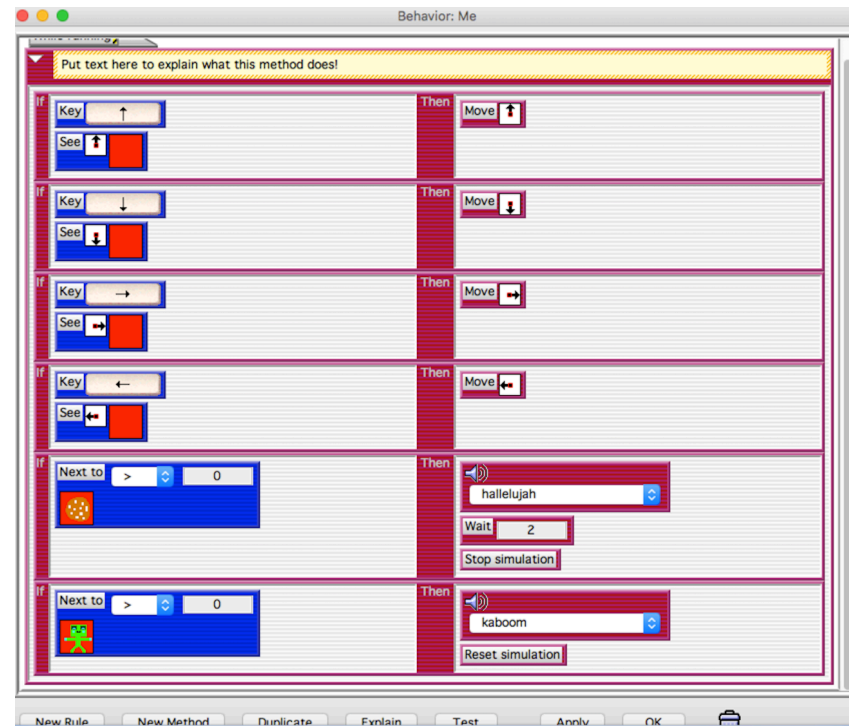 Behavior: Me
While running
Put text here to explain what this method does!
If
Key ↑
See
Then
Move
If
Key ↓
See
Then
Move
If
Key →
See
Then
Move
If
Key ←
See
Then
Move
If
Next to > 0
Then
hallelujah
Wait 2
Stop simulation
If
Next to > 0
Then
kaboom
Reset simulation
New Rule New Method Duplicate Explain Test Apply OK